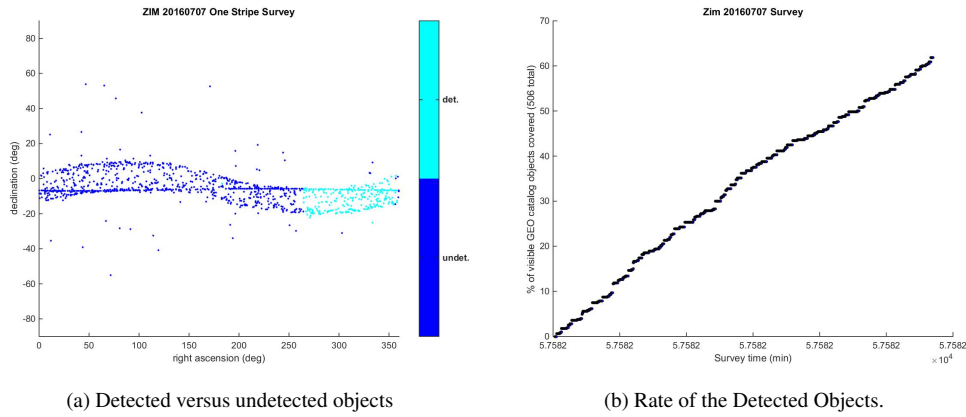 ZIM 20160707 One Stripe Survey
80
60
40
20
0
-20
-40
-60
-80
declination (deg)
0 50 100 150 200 250 300 350
right ascension (deg)
det.
undet.
(a) Detected versus undetected objects
Zim 20160707 Survey
70
60
50
40
30
20
10
0
% of visible GEO catalog objects covered (506 total)
5.7582 5.7582 5.7582 5.7582 5.7582 5.7582 5.7582
×10⁴
Survey time (min)
(b) Rate of the Detected Objects.